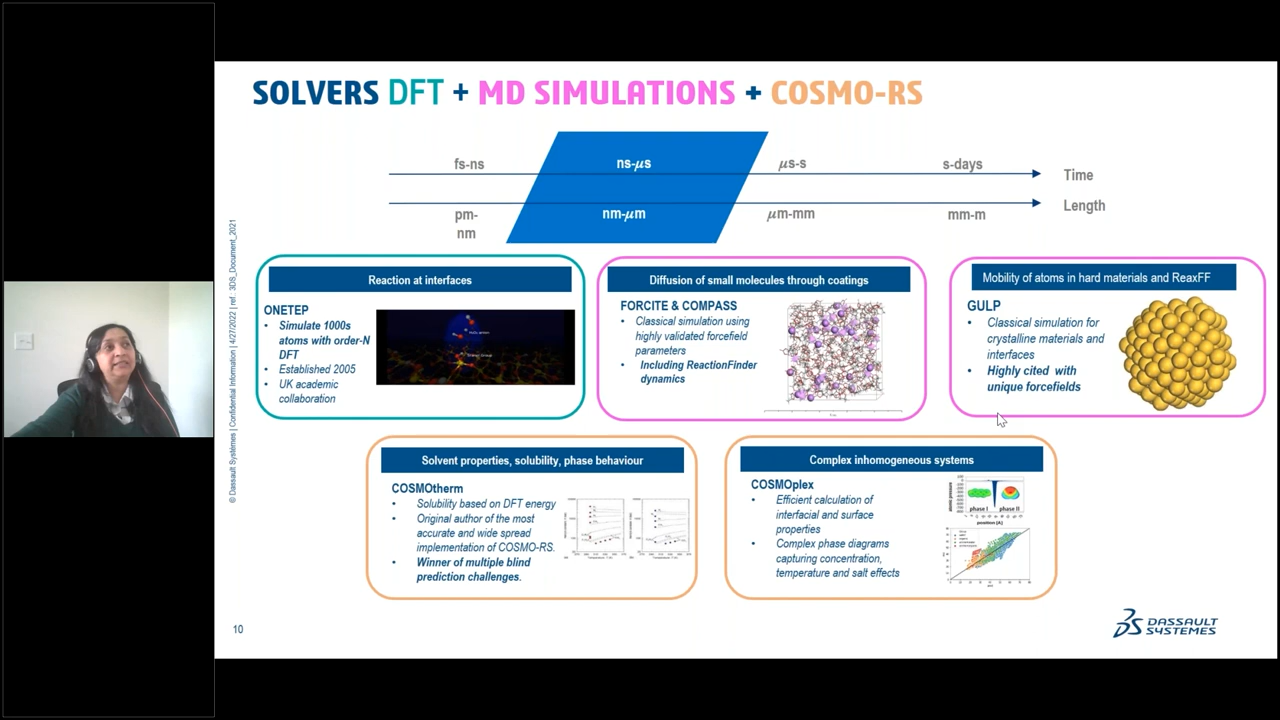 SOLVERS DFT + MD SIMULATIONS + COSMO-RS
fs-ns
ns-μs
μs-s
s-days
Time
pm-
nm
nm-μm
μm-mm
mm-m
Length
© Dassault Systèmes | Confidential Information | 4/27/2022 | ref.: 3DS_Document_2021
Reaction at interfaces
ONETEP
• Simulate 1000s
atoms with order-N
DFT
• Established 2005
• UK academic
collaboration
Diffusion of small molecules through coatings
FORCITE & COMPASS
• Classical simulation using
highly validated forcefield
parameters
• Including ReactionFinder
dynamics
Mobility of atoms in hard materials and ReaxFF
GULP
• Classical simulation for
crystalline materials and
interfaces
• Highly cited with
unique forcefields
Solvent properties, solubility, phase behaviour
COSMOtherm
• Solubility based on DFT energy
• Original author of the most
accurate and wide spread
implementation of COSMO-RS.
• Winner of multiple blind
prediction challenges.
Complex inhomogeneous systems
COSMOplex
• Efficient calculation of
interfacial and surface
properties
• Complex phase diagrams
capturing concentration,
temperature and salt effects
phase I
phase II
position [A]
10
DASSAULT
SYSTEMES